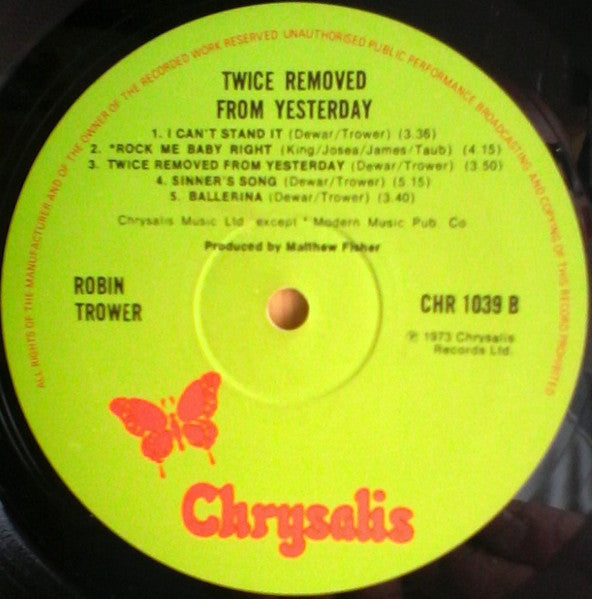 ALL RIGHTS OF THE MANUFACTURER AND OF THE OWNER OF THE RECORDED WORK RESERVED UNAUTHORISED PUBLIC PERFORMANCE BROADCASTING AND COPYING OF THIS RECORD PROHIBITED
TWICE REMOVED
FROM YESTERDAY
1. I CAN'T STAND IT (Dewar/Trower) (3.36)
2. *ROCK ME BABY RIGHT (King/Josea/James/Taub) (4.15)
3. TWICE REMOVED FROM YESTERDAY (Dewar/Trower) (3.50)
4. SINNER'S SONG (Dewar/Trower) (5.15)
5. BALLERINA (Dewar/Trower) (3.40)
Chrysalis Music Ltd. except * Modern Music Pub. Co
Produced by Matthew Fisher
ROBIN
TROWER
CHR 1039 B
℗ 1973 Chrysalis
Records Ltd.
Chrysalis